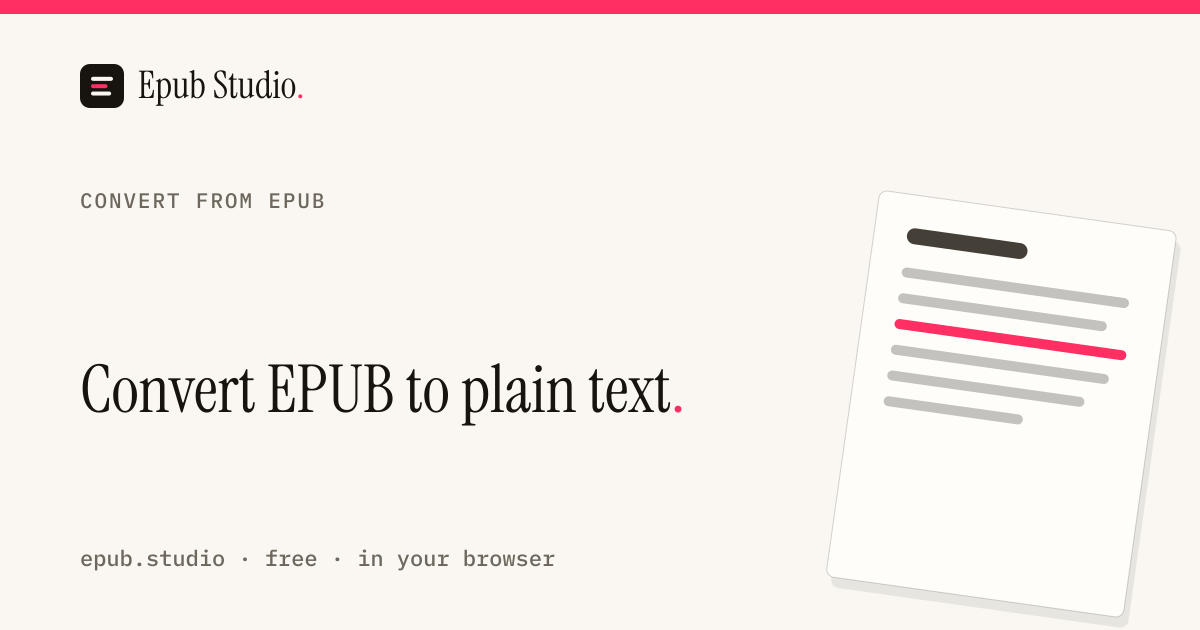 Epub Studio.
CONVERT FROM EPUB
Convert EPUB to plain text.
epub.studio · free · in your browser